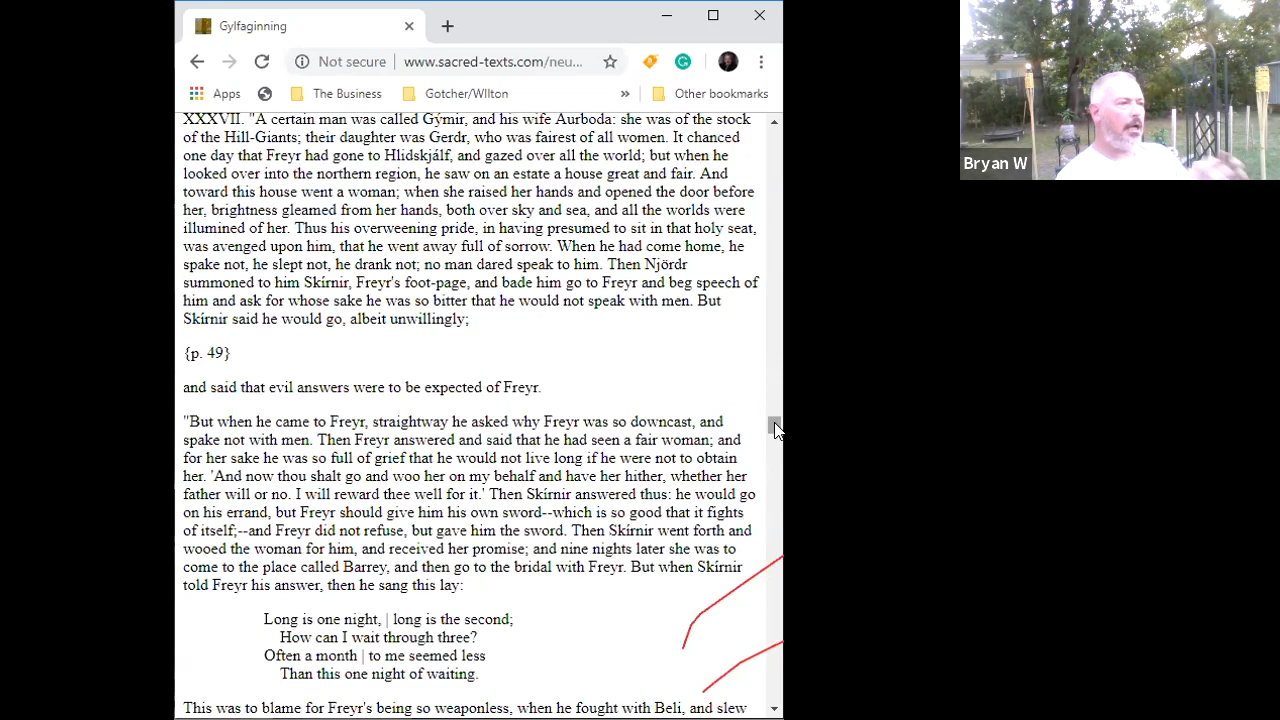 Gylfaginning
Not secure
www.sacred-texts.com/neu...
Apps
The Business
Gotcher/WIlton
»
Other bookmarks
XXXVII. "A certain man was called Gýmir, and his wife Aurboda: she was of the stock
of the Hill-Giants; their daughter was Gerdr, who was fairest of all women. It chanced
one day that Freyr had gone to Hlidskjálf, and gazed over all the world; but when he
looked over into the northern region, he saw on an estate a house great and fair. And
toward this house went a woman; when she raised her hands and opened the door before
her, brightness gleamed from her hands, both over sky and sea, and all the worlds were
illumined of her. Thus his overweening pride, in having presumed to sit in that holy seat,
was avenged upon him, that he went away full of sorrow. When he had come home, he
spake not, he slept not, he drank not; no man dared speak to him. Then Njördr
summoned to him Skírnir, Freyr's foot-page, and bade him go to Freyr and beg speech of
him and ask for whose sake he was so bitter that he would not speak with men. But
Skírnir said he would go, albeit unwillingly;
{p. 49}
and said that evil answers were to be expected of Freyr.
"But when he came to Freyr, straightway he asked why Freyr was so downcast, and
spake not with men. Then Freyr answered and said that he had seen a fair woman; and
for her sake he was so full of grief that he would not live long if he were not to obtain
her. 'And now thou shalt go and woo her on my behalf and have her hither, whether her
father will or no. I will reward thee well for it.' Then Skírnir answered thus: he would go
on his errand, but Freyr should give him his own sword--which is so good that it fights
of itself;--and Freyr did not refuse, but gave him the sword. Then Skírnir went forth and
wooed the woman for him, and received her promise; and nine nights later she was to
come to the place called Barrey, and then go to the bridal with Freyr. But when Skírnir
told Freyr his answer, then he sang this lay:
Long is one night, | long is the second;
How can I wait through three?
Often a month | to me seemed less
Than this one night of waiting.
This was to blame for Freyr's being so weaponless, when he fought with Beli, and slew
Bryan W